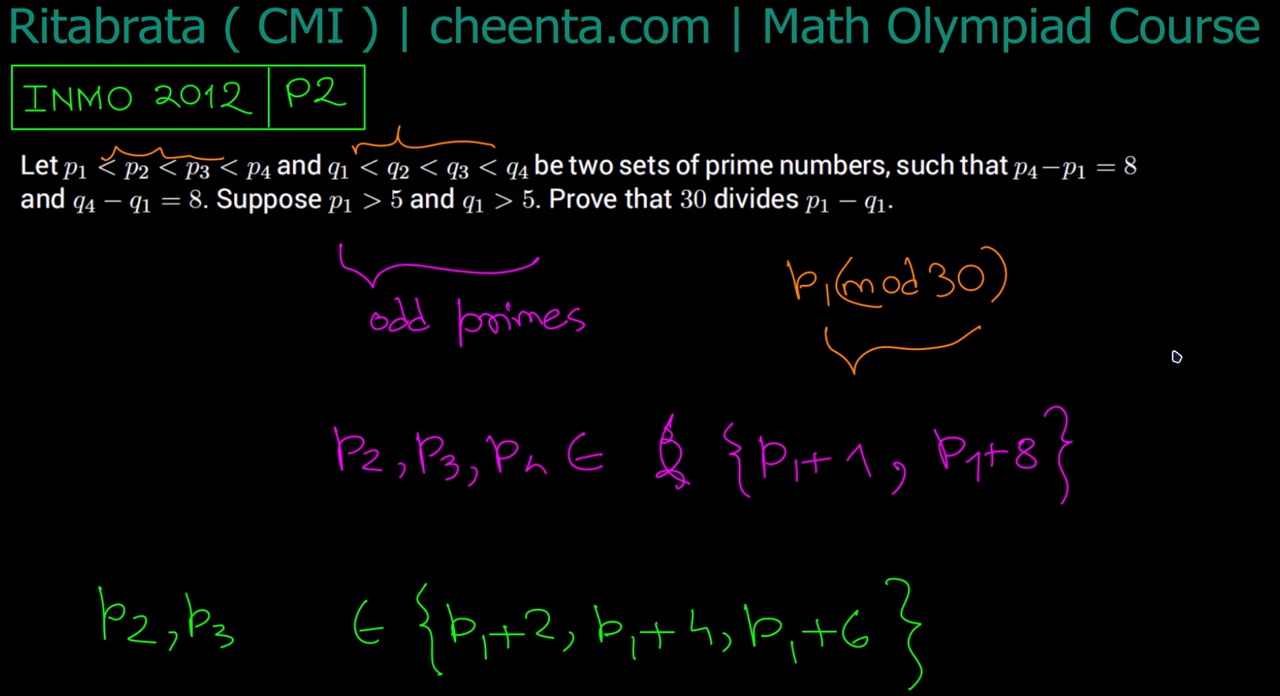 Ritabrata ( CMI ) | cheenta.com | Math Olympiad Course
INMO 2012 | P2
Let p₁ < p₂ < p₃ < p₄ and q₁ < q₂ < q₃ < q₄ be two sets of prime numbers, such that p₄−p₁ = 8
and q₄ − q₁ = 8. Suppose p₁ > 5 and q₁ > 5. Prove that 30 divides p₁ − q₁.
p₁(mod 30)
odd primes
p₂, p₃, p₄ ∈ { p₁+1, p₁+8 }
p₂, p₃ ∈ { p₁+2, p₁+4, p₁+6 }